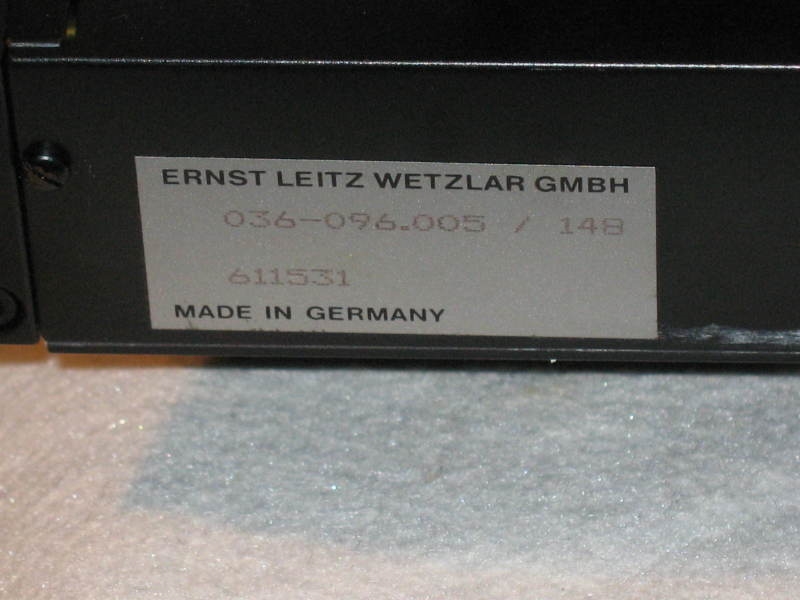 ERNST LEITZ WETZLAR GMBH
036-096.005 / 148
611531
MADE IN GERMANY